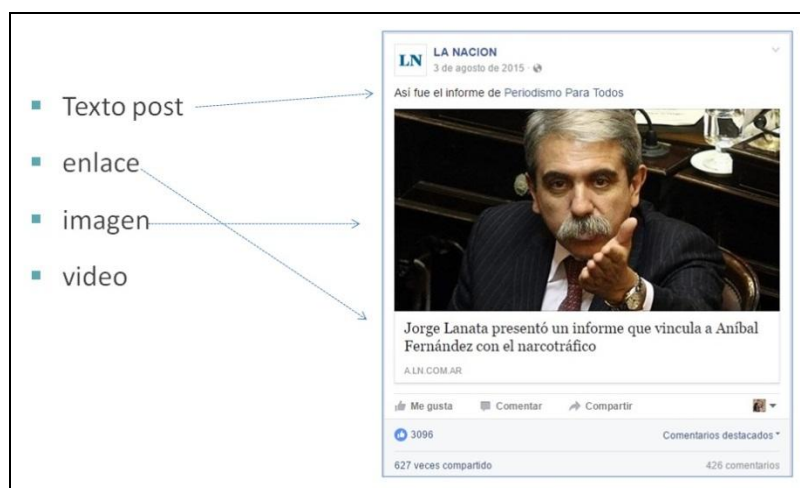 Texto post
enlace
imagen
video
LN
LA NACION
3 de agosto de 2015 ·
Así fue el informe de Periodismo Para Todos
Jorge Lanata presentó un informe que vincula a Aníbal
Fernández con el narcotráfico
A.LN.COM.AR
Me gusta Comentar Compartir
3096 Comentarios destacados
627 veces compartido 426 comentarios